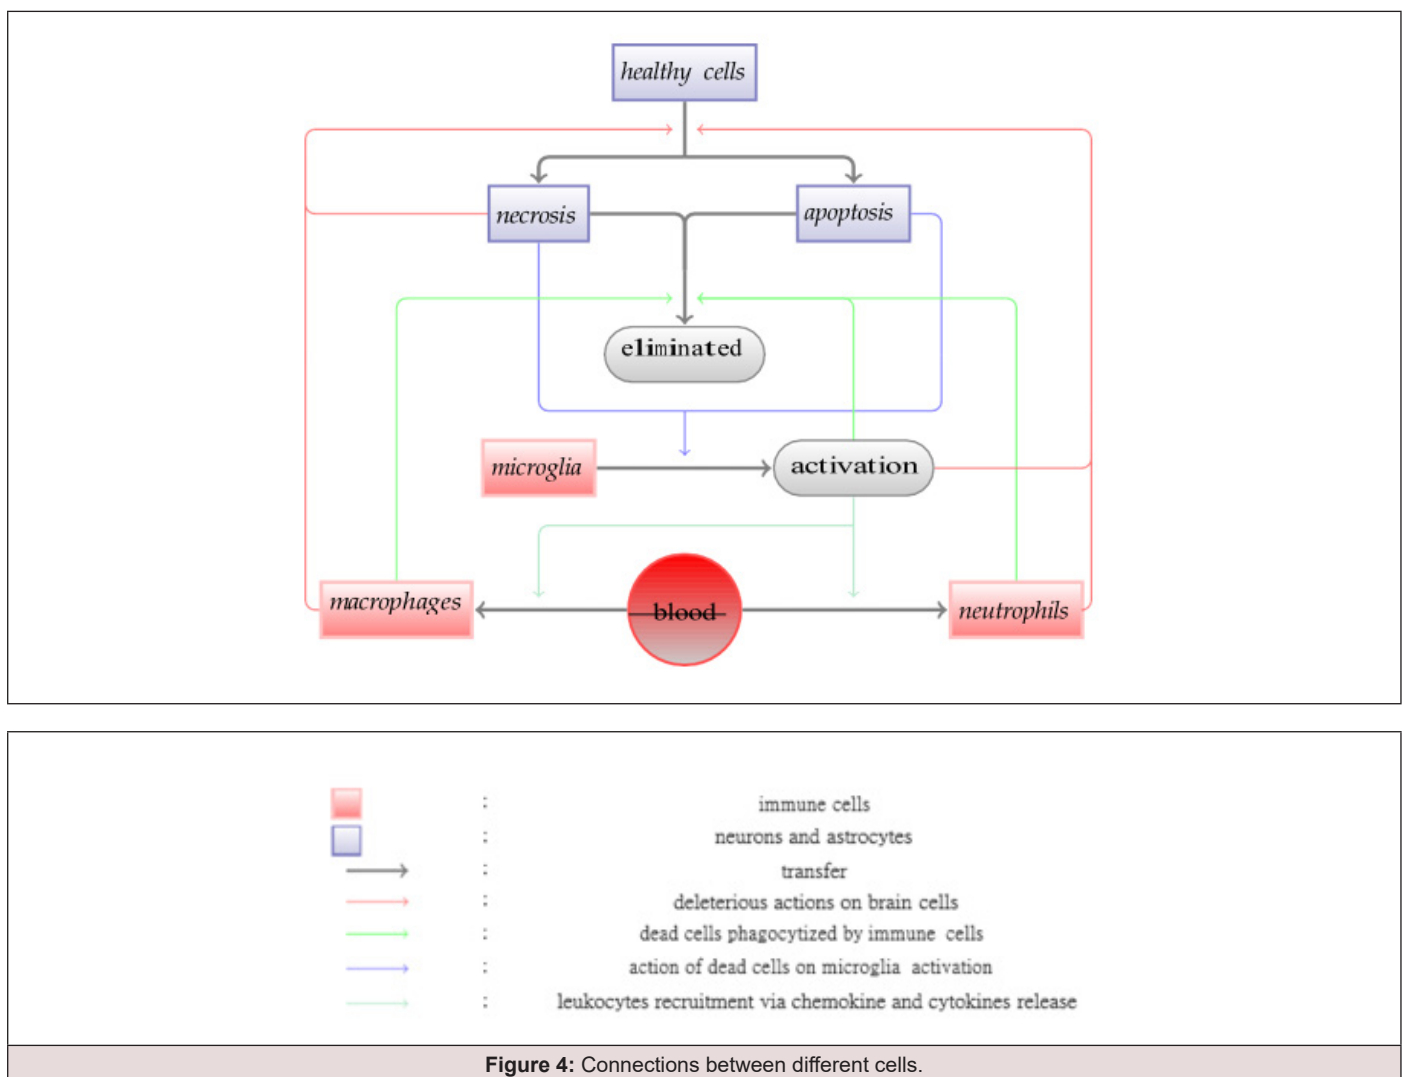 healthy cells
necrosis
apoptosis
eliminated
microglia
activation
macrophages
blood
neutrophils
: immune cells
: neurons and astrocytes
: transfer
: deleterious actions on brain cells
: dead cells phagocytized by immune cells
: action of dead cells on microglia activation
: leukocytes recruitment via chemokine and cytokines release
Figure 4: Connections between different cells.